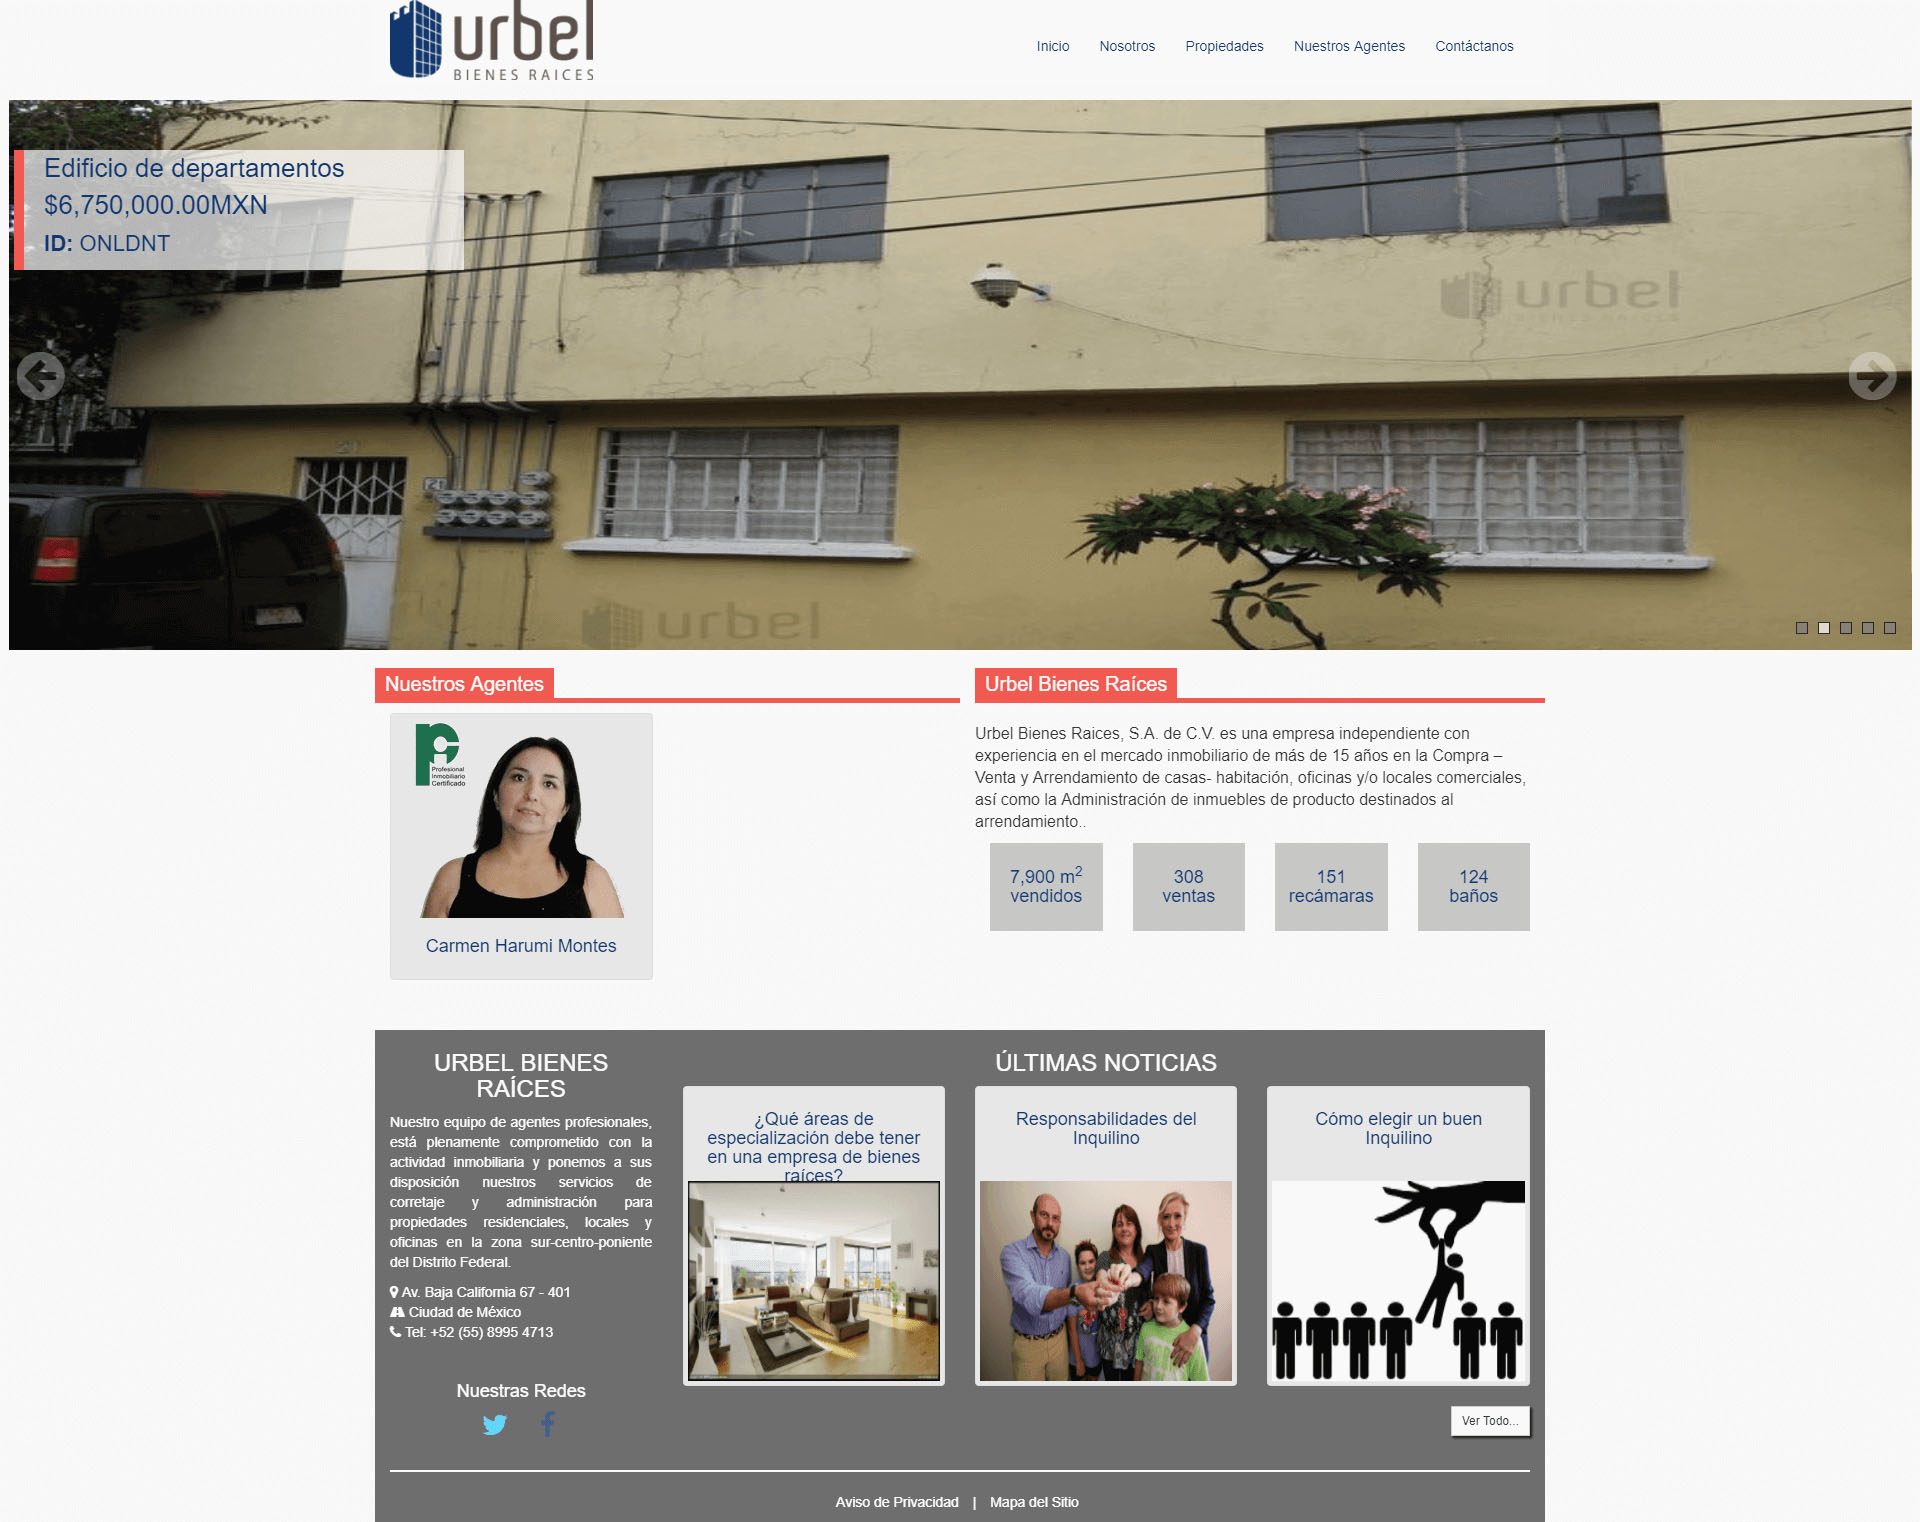 urbel
BIENES RAICES
Inicio
Nosotros
Propiedades
Nuestros Agentes
Contáctanos
Edificio de departamentos
$6,750,000.00MXN
ID: ONLDNT
urbel
BIENES RAICES
21
urbel
Nuestros Agentes
Profesional
Inmobiliario
Certificado
Carmen Harumi Montes
Urbel Bienes Raíces
Urbel Bienes Raices, S.A. de C.V. es una empresa independiente con
experiencia en el mercado inmobiliario de más de 15 años en la Compra –
Venta y Arrendamiento de casas- habitación, oficinas y/o locales comerciales,
así como la Administración de inmuebles de producto destinados al
arrendamiento..
7,900 m²
vendidos
308
ventas
151
recámaras
124
baños
URBEL BIENES
RAÍCES
Nuestro equipo de agentes profesionales,
está plenamente comprometido con la
actividad inmobiliaria y ponemos a sus
disposición nuestros servicios de
corretaje y administración para
propiedades residenciales, locales y
oficinas en la zona sur-centro-poniente
del Distrito Federal.
Av. Baja California 67 - 401
Ciudad de México
Tel: +52 (55) 8995 4713
Nuestras Redes
ÚLTIMAS NOTICIAS
¿Qué áreas de
especialización debe tener
en una empresa de bienes
raíces?
Responsabilidades del
Inquilino
Cómo elegir un buen
Inquilino
Ver Todo...
Aviso de Privacidad | Mapa del Sitio